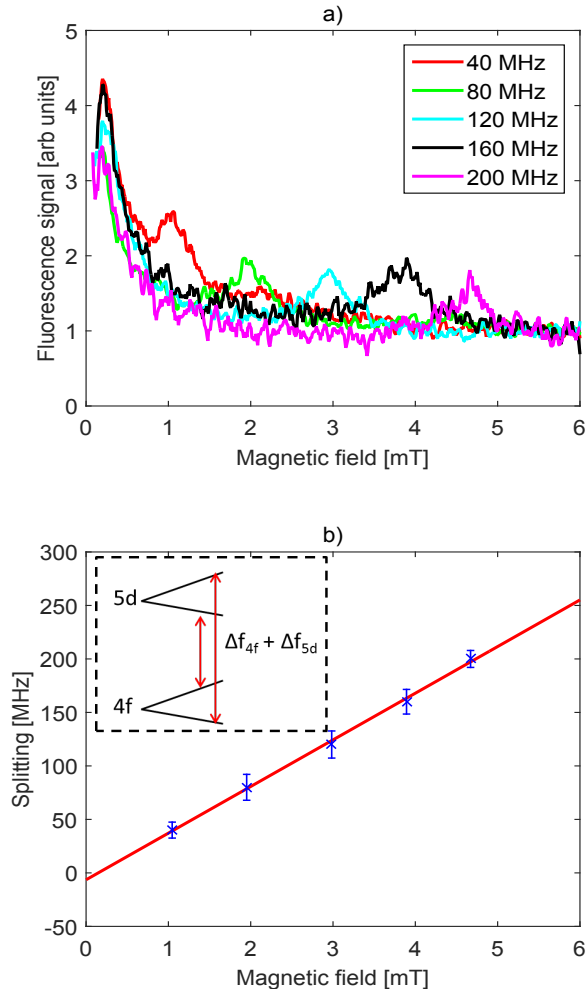 a)
Fluorescence signal [arb units]
5
4
3
2
1
0
40 MHz
80 MHz
120 MHz
160 MHz
200 MHz
0 1 2 3 4 5 6
Magnetic field [mT]
b)
Splitting [MHz]
300
250
200
150
100
50
0
-50
5d
Δf4f + Δf5d
4f
0 1 2 3 4 5 6
Magnetic field [mT]